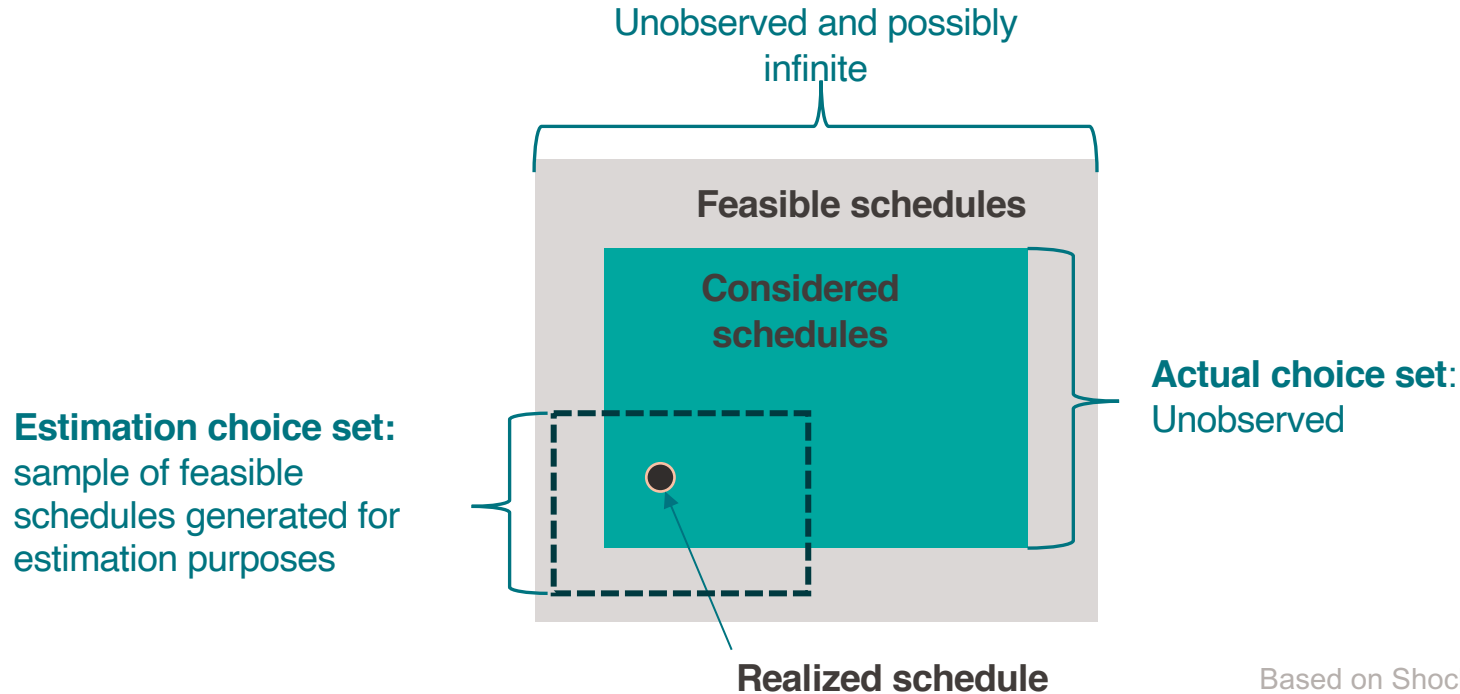 Unobserved and possibly
infinite
Feasible schedules
Considered
schedules
Actual choice set:
Unobserved
Estimation choice set:
sample of feasible
schedules generated for
estimation purposes
Realized schedule
Based on Shoc